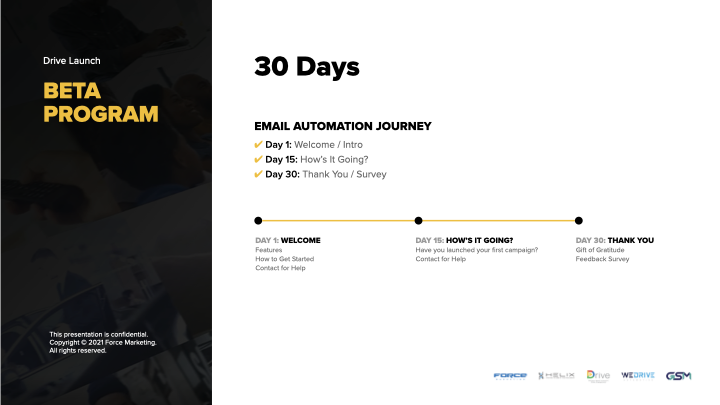 Drive Launch
BETA
PROGRAM
This presentation is confidential.
Copyright © 2021 Force Marketing.
All rights reserved.
30 Days
EMAIL AUTOMATION JOURNEY
✔ Day 1: Welcome / Intro
✔ Day 15: How's It Going?
✔ Day 30: Thank You / Survey
DAY 1: WELCOME
Features
How to Get Started
Contact for Help
DAY 15: HOW'S IT GOING?
Have you launched your first campaign?
Contact for Help
DAY 30: THANK YOU
Gift of Gratitude
Feedback Survey
FORCE
HELIX
Drive
WEDRIVE
GSM